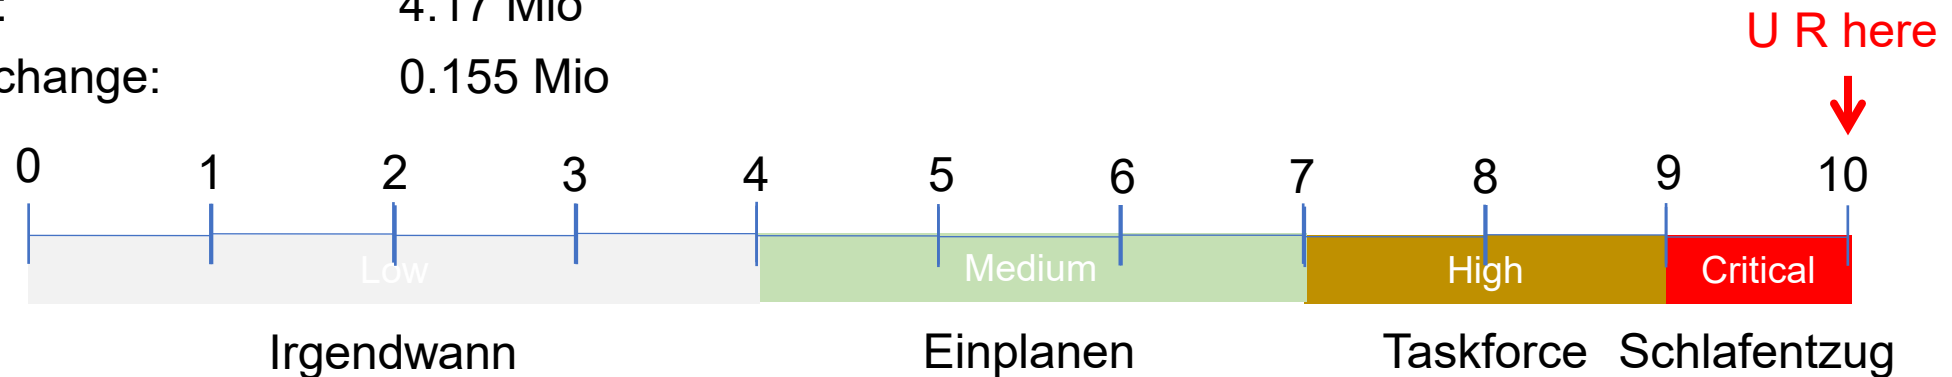 : 4.17 Mio
U R here
change: 0.155 Mio
0 1 2 3 4 5 6 7 8 9 10
Low Medium High Critical
Irgendwann Einplanen Taskforce Schlafentzug